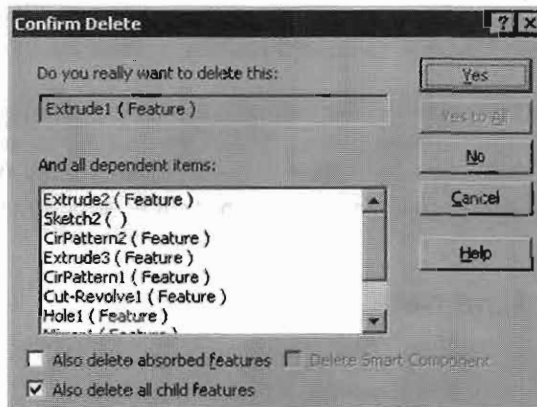 Confirm Delete
Do you really want to delete this:
Extrude1 ( Feature )
Yes
Yes to All
And all dependent items:
No
Extrude2 ( Feature )
Sketch2 ( )
CirPattern2 ( Feature )
Extrude3 ( Feature )
CirPattern1 ( Feature )
Cut-Revolve1 ( Feature )
Hole1 ( Feature )
Cancel
Help
Also delete absorbed features
Delete Smart Component
Also delete all child features